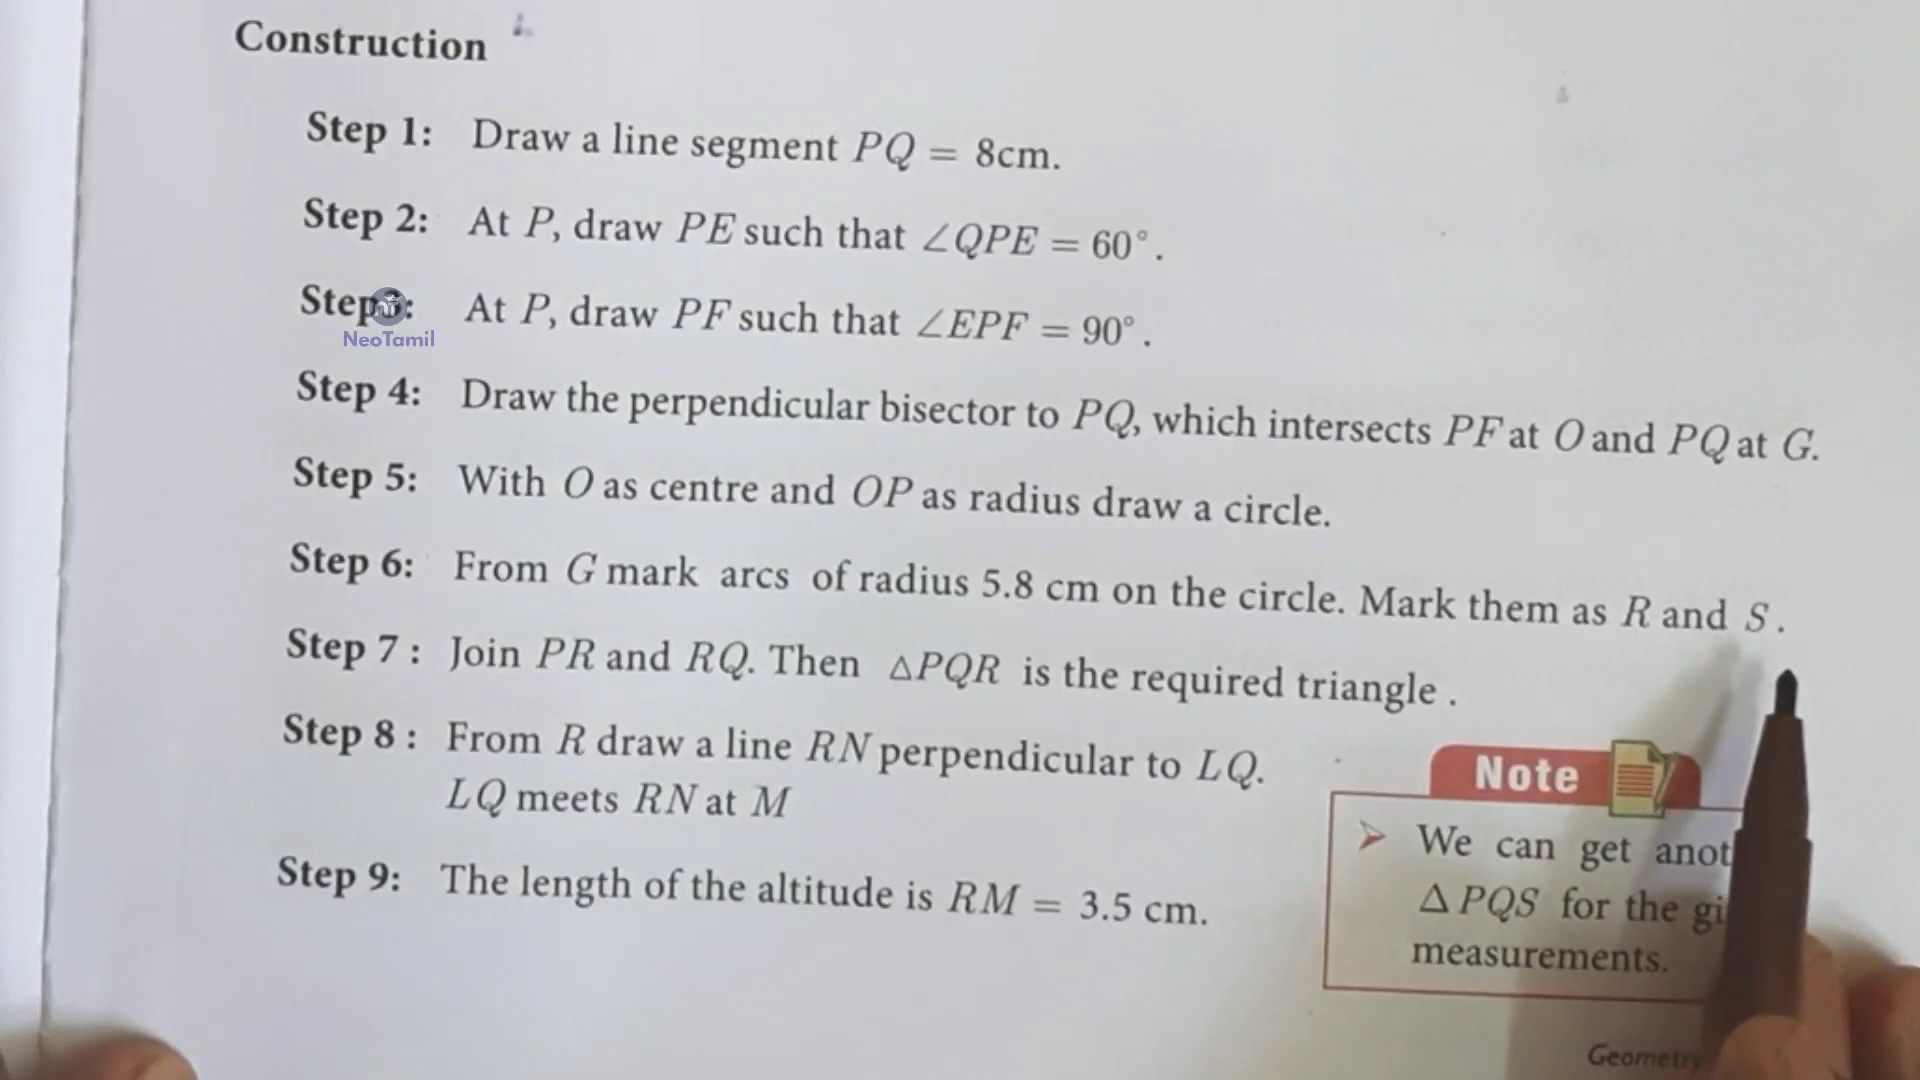 Construction
Step 1: Draw a line segment PQ = 8cm.
Step 2: At P, draw PE such that ∠QPE = 60°.
Step3: At P, draw PF such that ∠EPF = 90°.
NeoTamil
Step 4: Draw the perpendicular bisector to PQ, which intersects PF at O and PQ at G.
Step 5: With O as centre and OP as radius draw a circle.
Step 6: From G mark arcs of radius 5.8 cm on the circle. Mark them as R and S.
Step 7 : Join PR and RQ. Then △PQR is the required triangle .
Step 8 : From R draw a line RN perpendicular to LQ.
LQ meets RN at M
Step 9: The length of the altitude is RM = 3.5 cm.
Note
➢ We can get
△ PQS for the
measurements.
Geometry